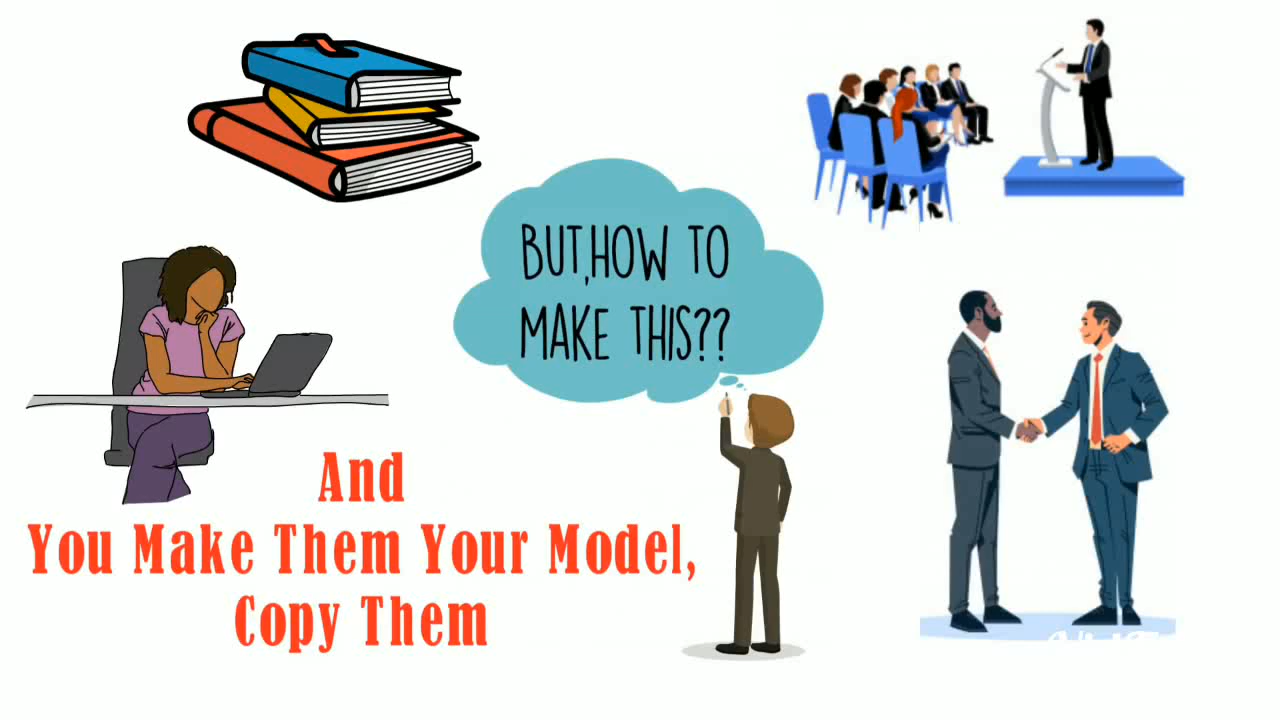 BUT,HOW TO
MAKE THIS??
And
You Make Them Your Model,
Copy Them